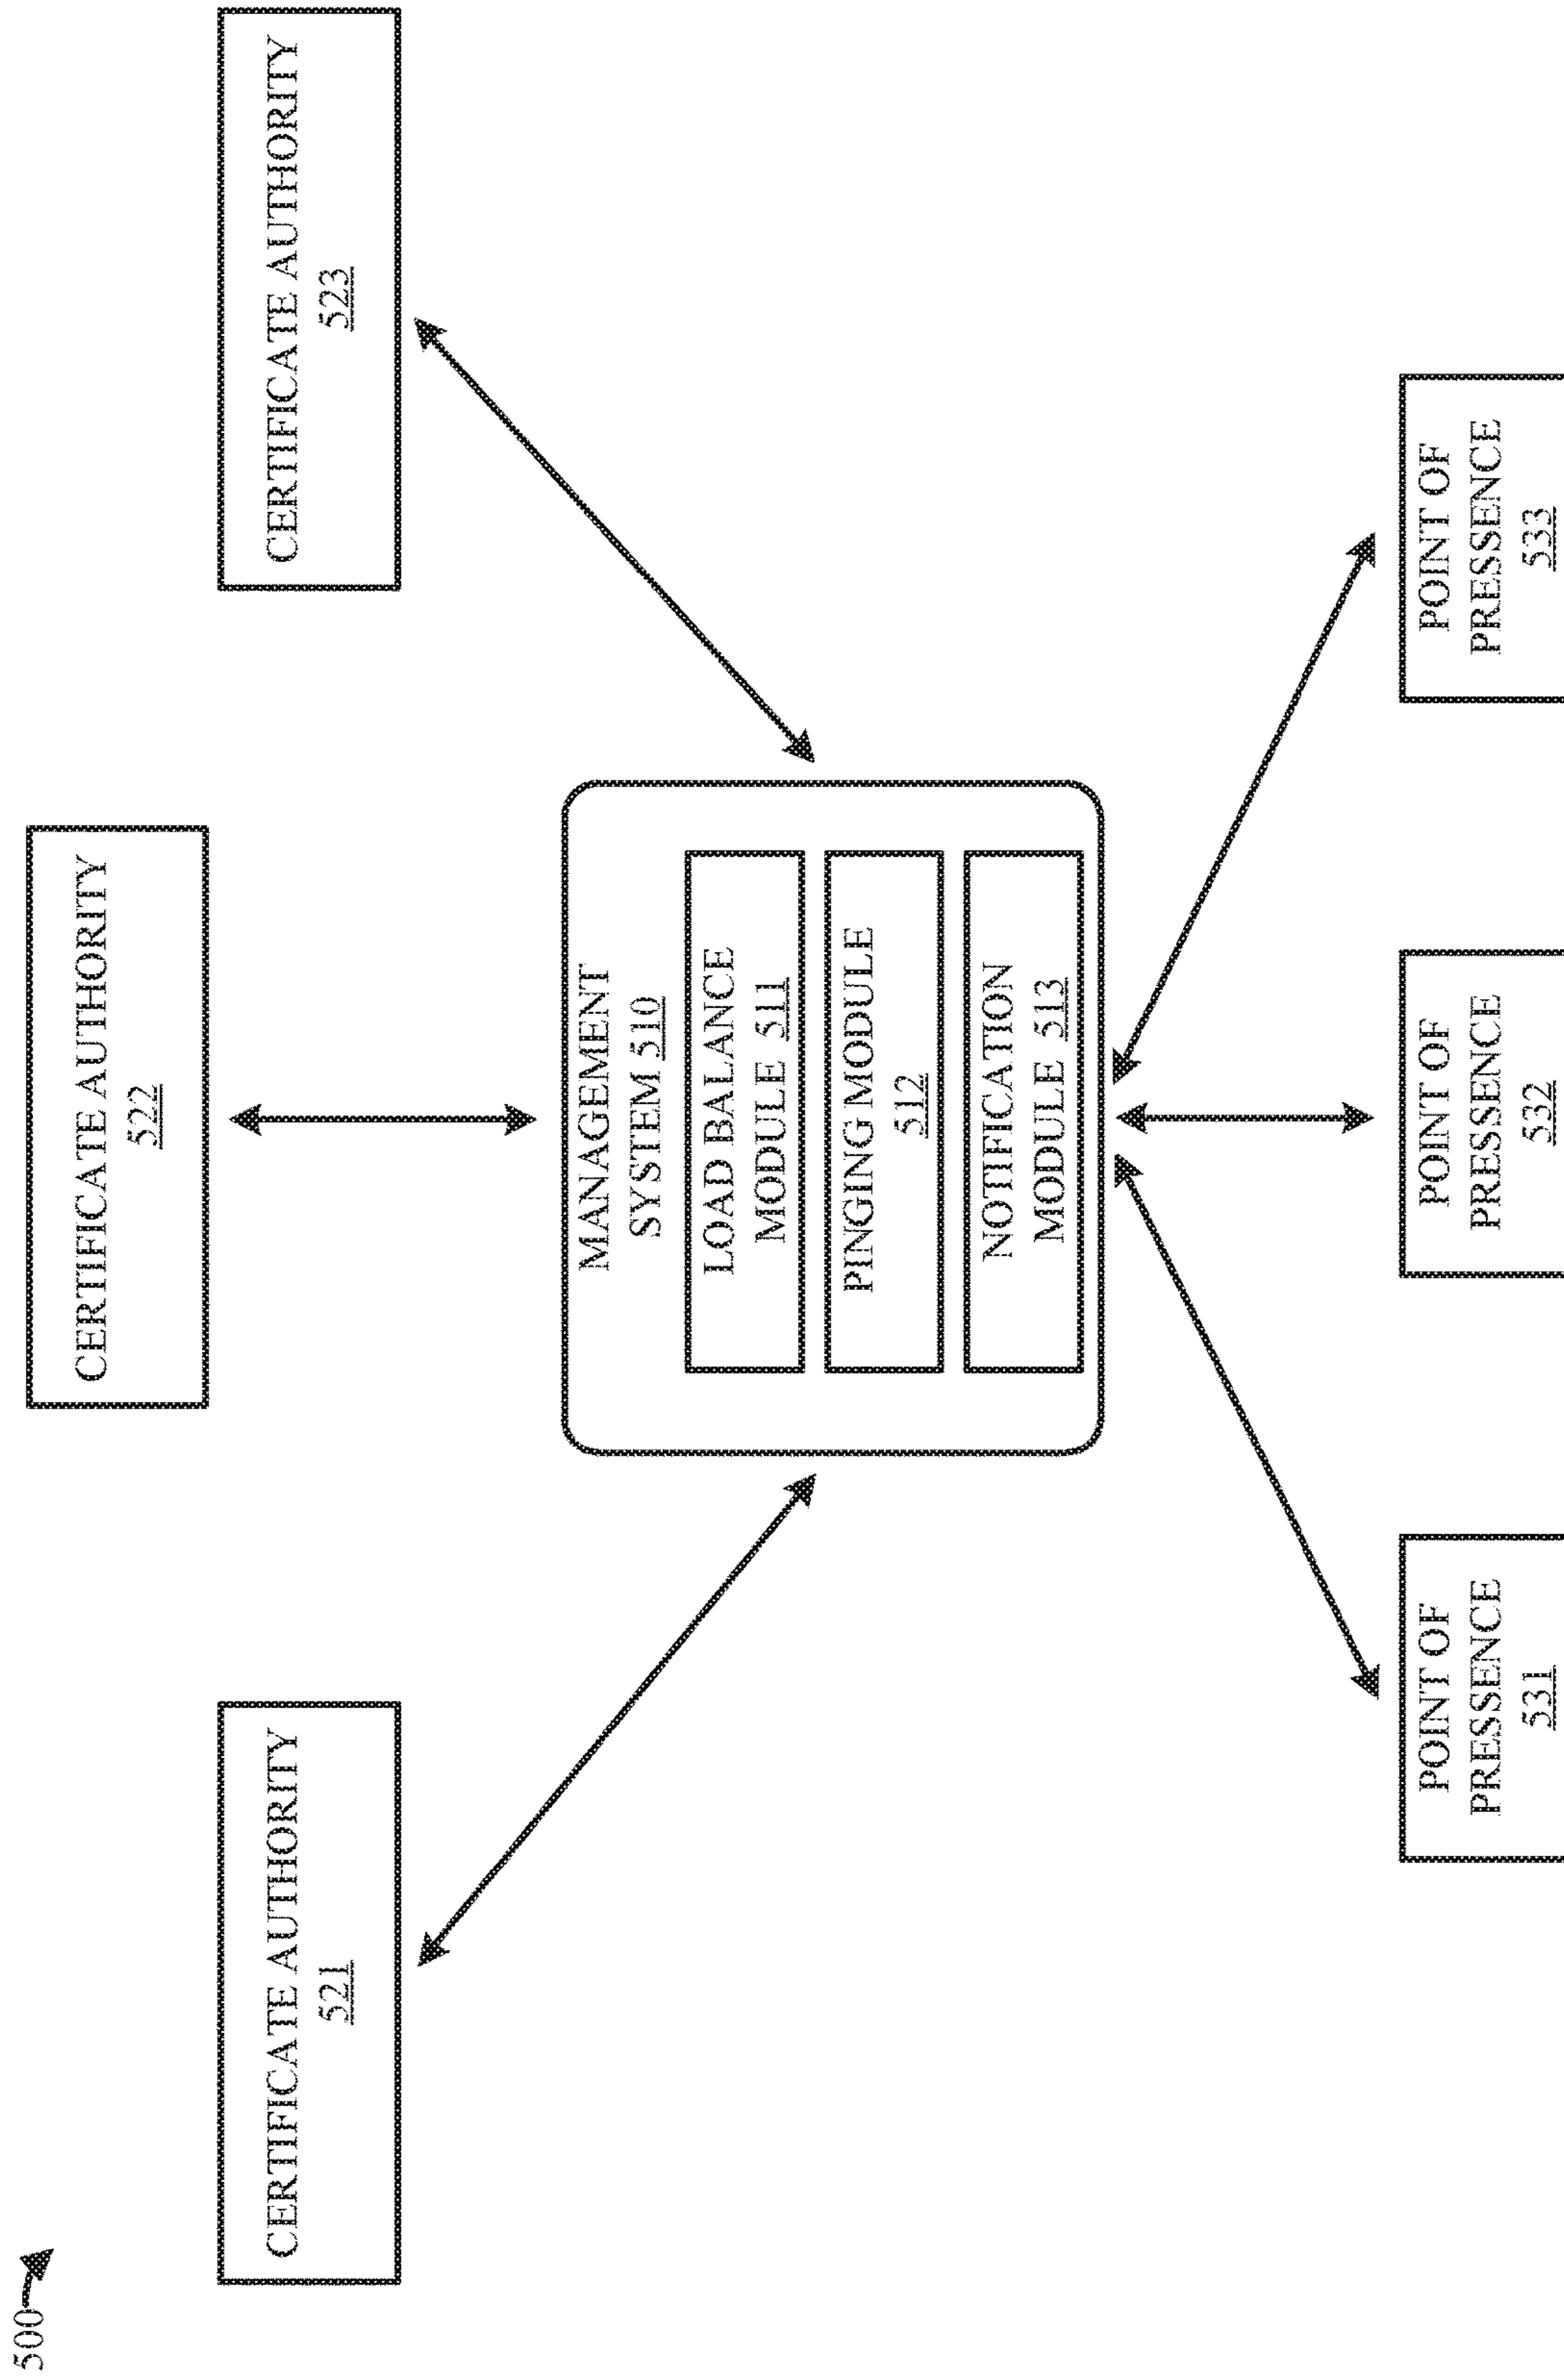 500
CERTIFICATE AUTHORITY
522
CERTIFICATE AUTHORITY
521
CERTIFICATE AUTHORITY
523
MANAGEMENT
SYSTEM 510
LOAD BALANCE
MODULE 511
PINGING MODULE
512
NOTIFICATION
MODULE 513
POINT OF
PRESSENCE
531
POINT OF
PRESSENCE
532
POINT OF
PRESSENCE
533